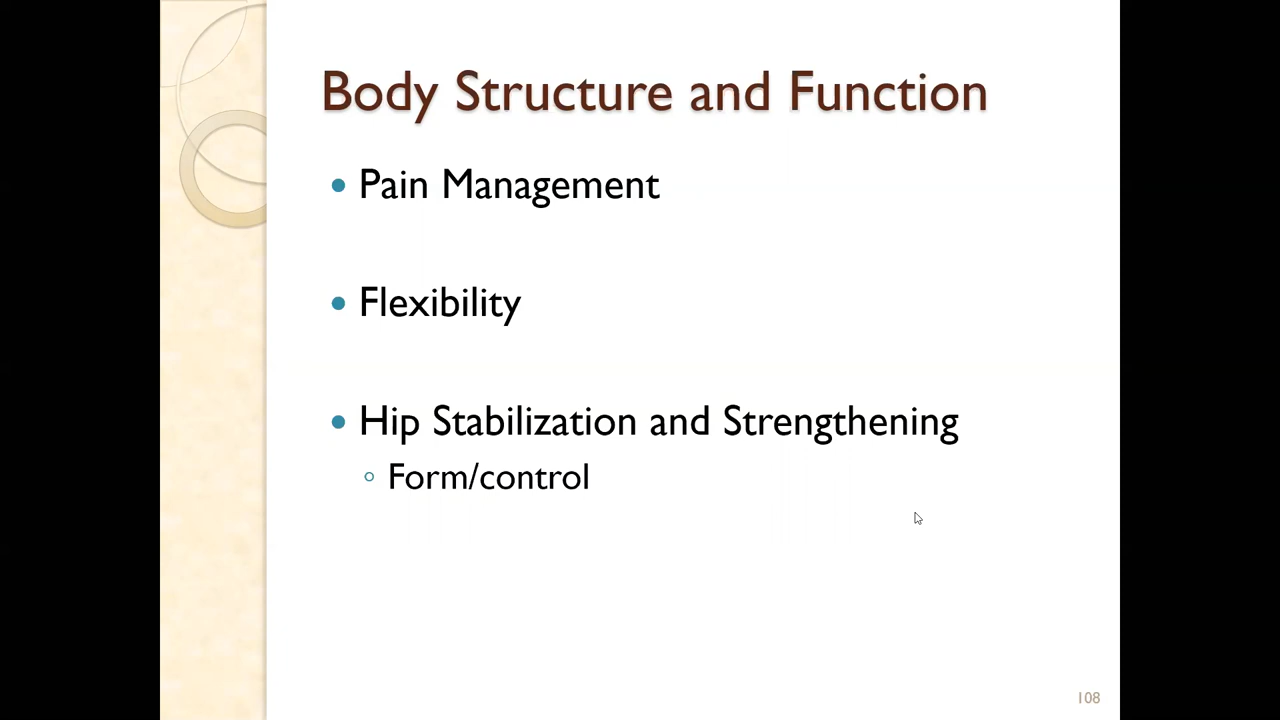 Body Structure and Function
• Pain Management
• Flexibility
• Hip Stabilization and Strengthening
◦ Form/control
108